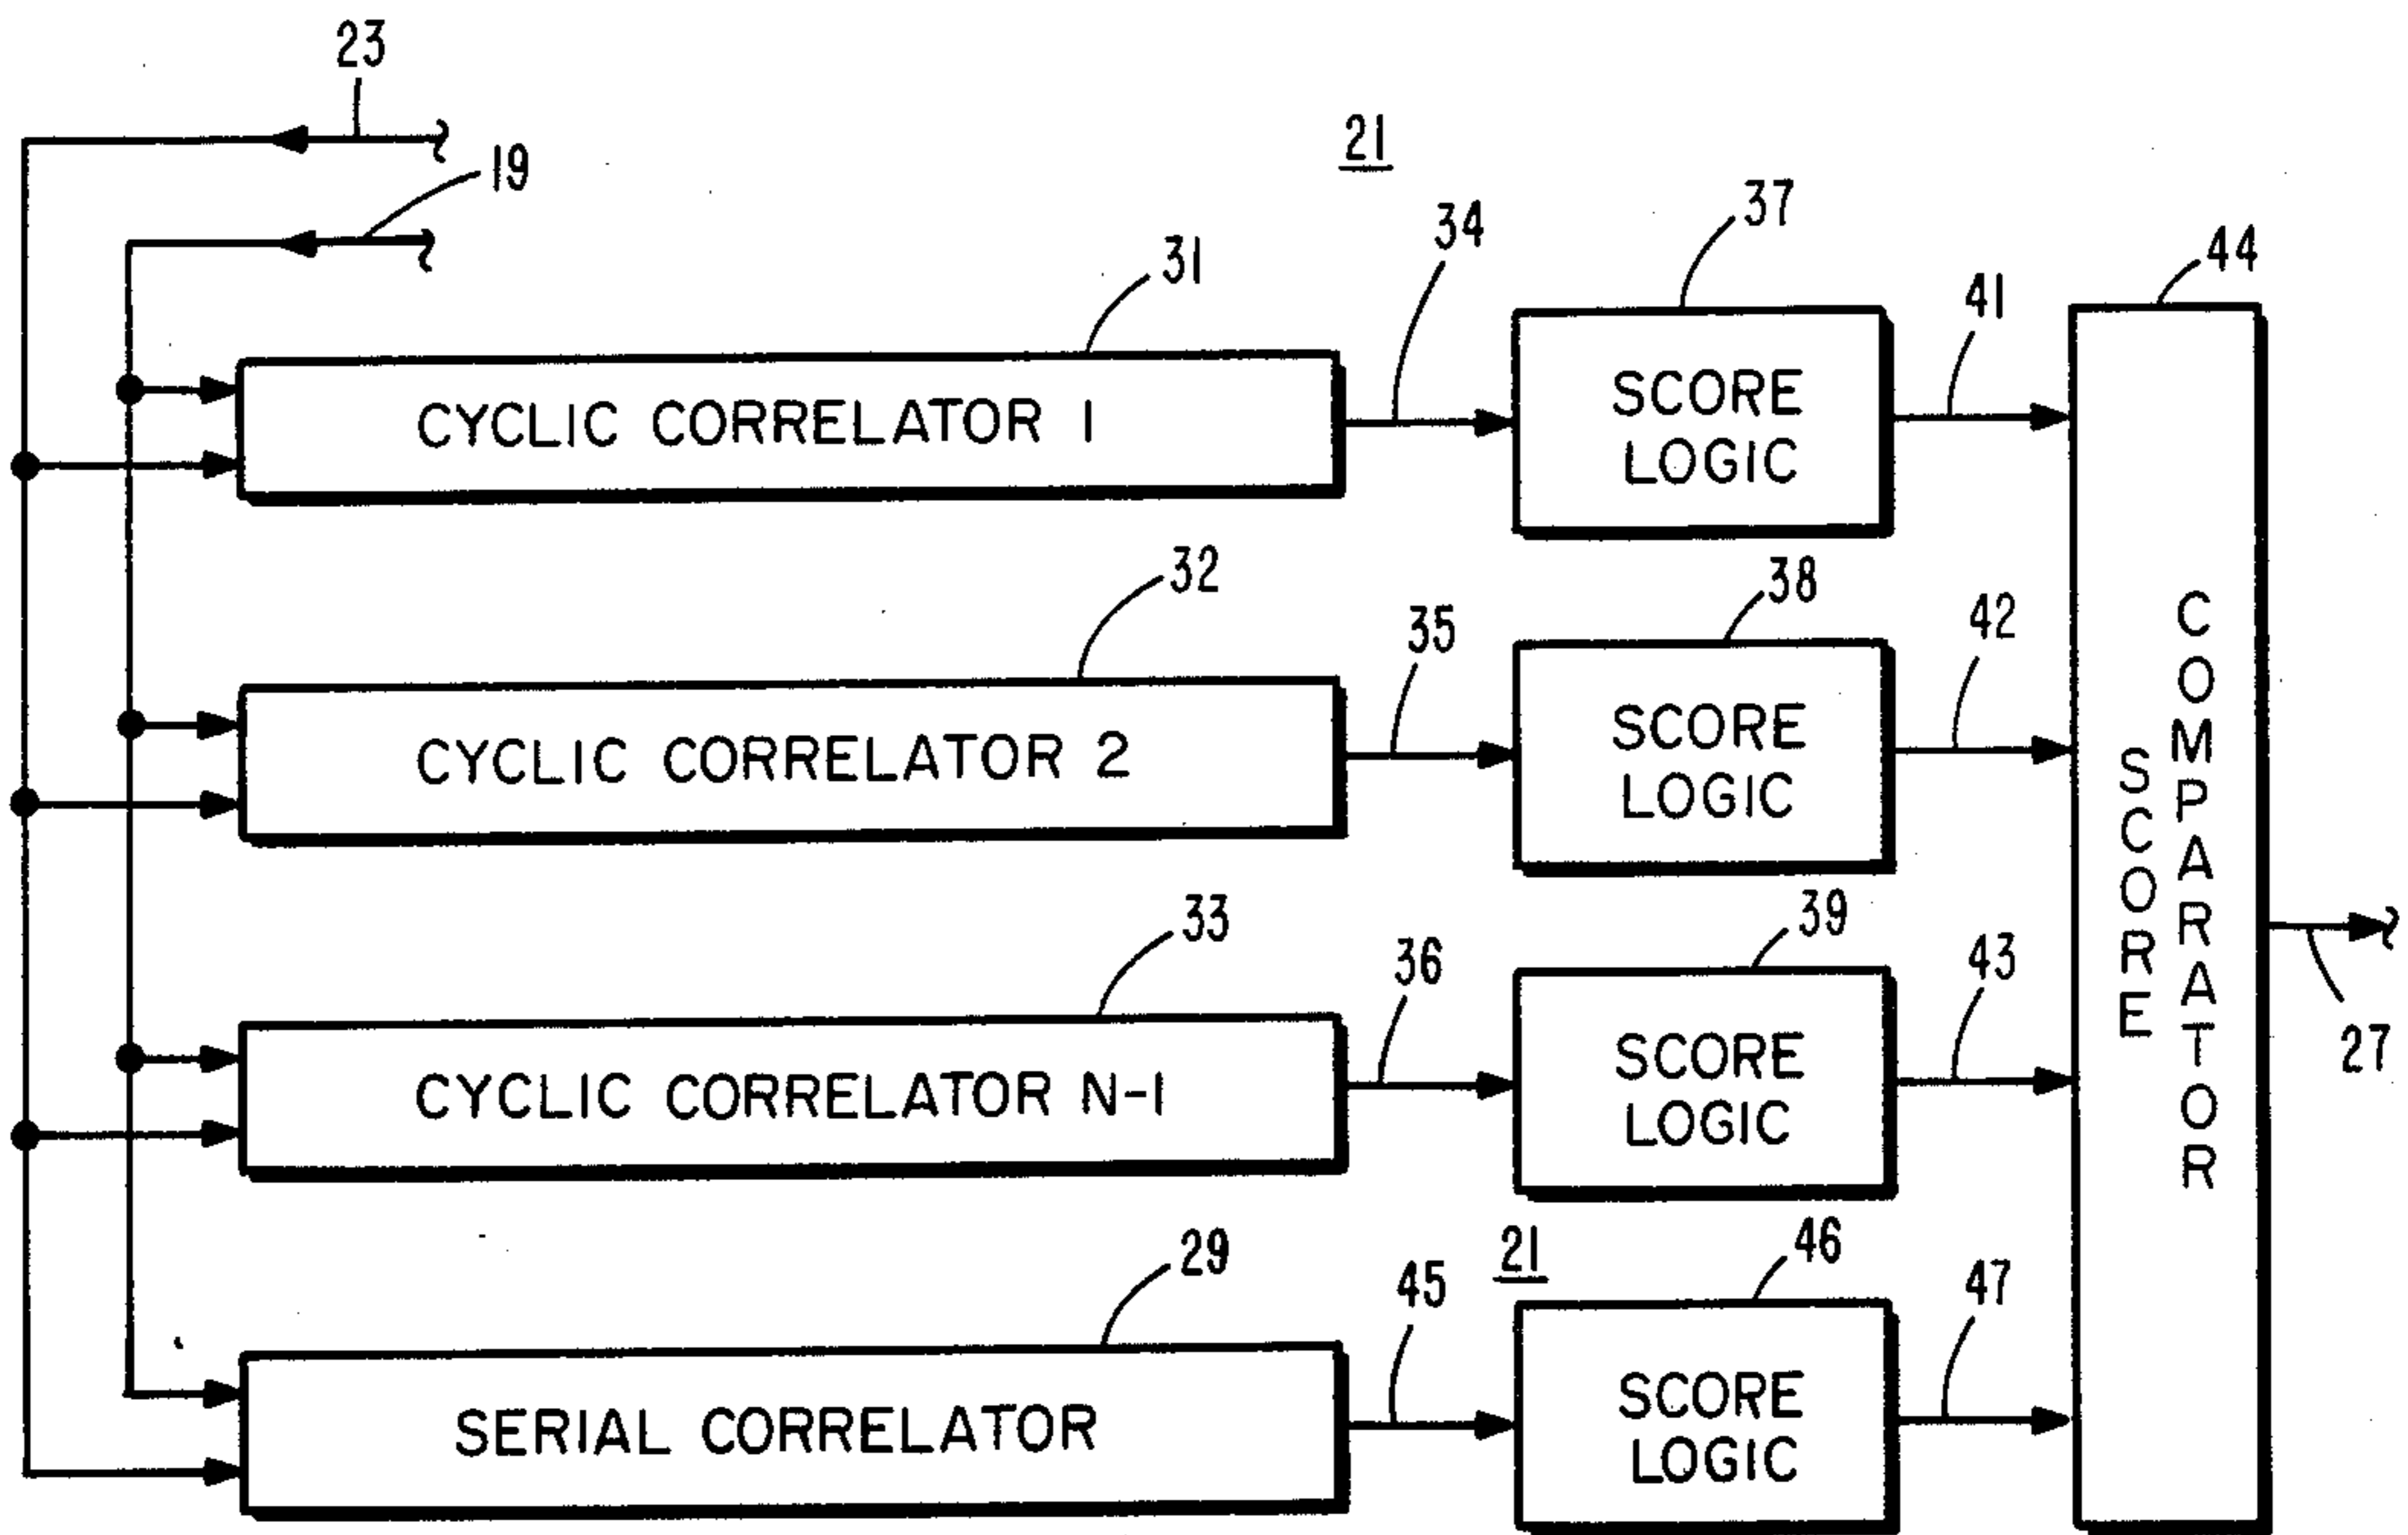 23
19
21
31
34
37
41
44
CYCLIC CORRELATOR 1
SCORE
LOGIC
32
35
38
42
CYCLIC CORRELATOR 2
SCORE
LOGIC
SCORE
COMPARATOR
33
36
39
43
27
CYCLIC CORRELATOR N-1
SCORE
LOGIC
29
45
21
46
47
SERIAL CORRELATOR
SCORE
LOGIC